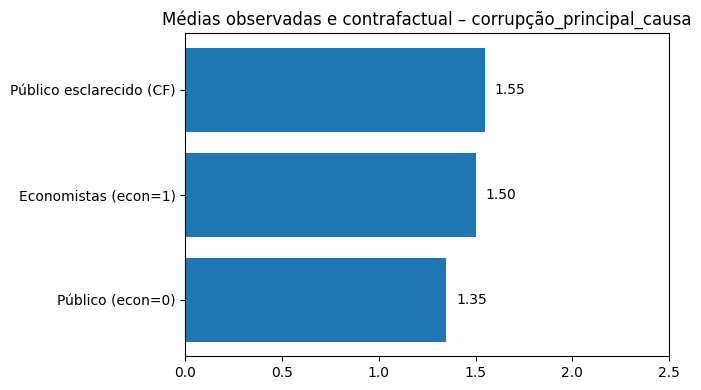 Médias observadas e contrafactual – corrupção_principal_causa
Público esclarecido (CF)
1.55
Economistas (econ=1)
1.50
Público (econ=0)
1.35
0.0 0.5 1.0 1.5 2.0 2.5